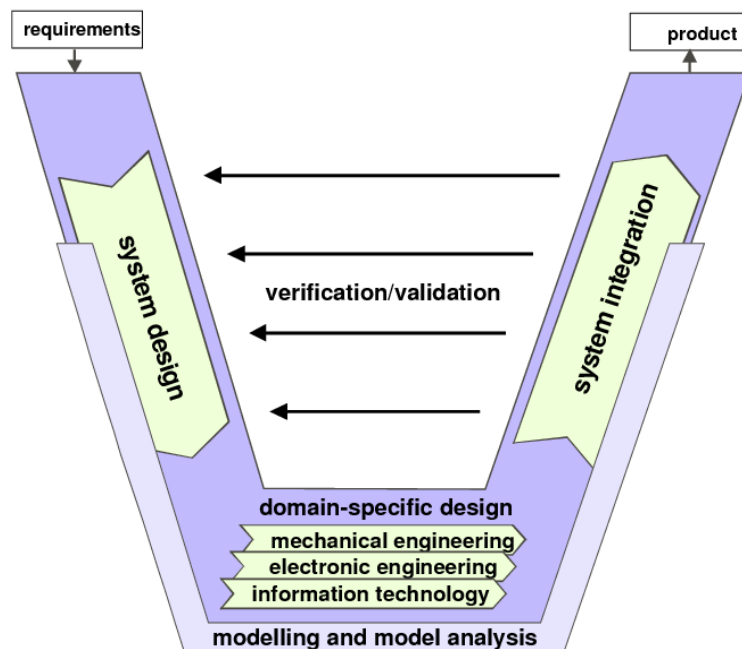 requirements
product
system design
system integration
verification/validation
domain-specific design
mechanical engineering
electronic engineering
information technology
modelling and model analysis